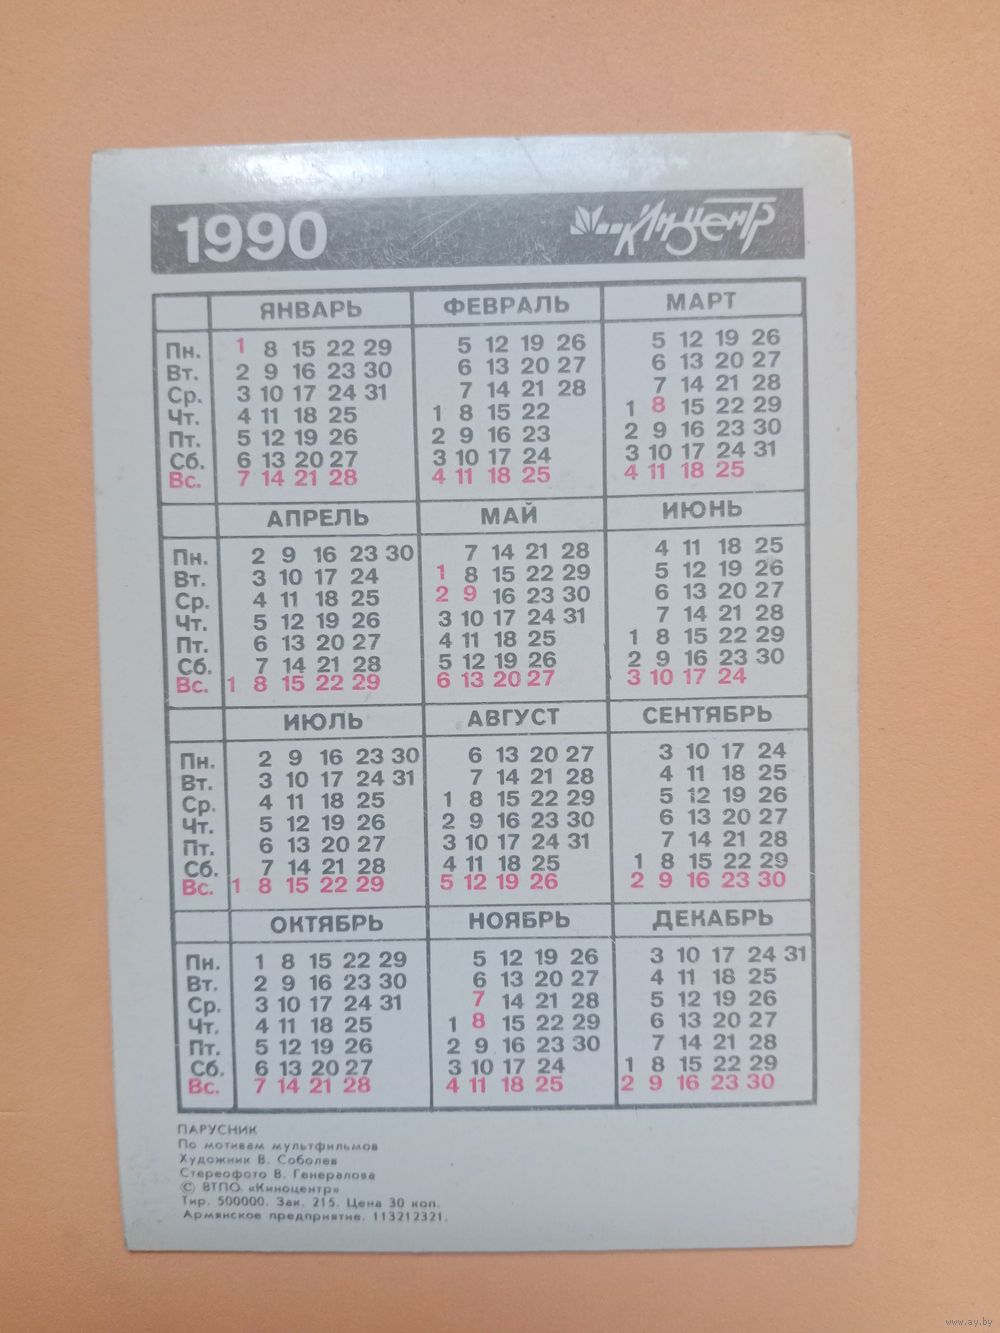 1990 Киноцентр
ЯНВАРЬ ФЕВРАЛЬ МАРТ
Пн. 1 8 15 22 29 5 12 19 26 5 12 19 26
Вт. 2 9 16 23 30 6 13 20 27 6 13 20 27
Ср. 3 10 17 24 31 7 14 21 28 7 14 21 28
Чт. 4 11 18 25 1 8 15 22 1 8 15 22 29
Пт. 5 12 19 26 2 9 16 23 2 9 16 23 30
Сб. 6 13 20 27 3 10 17 24 3 10 17 24 31
Вс. 7 14 21 28 4 11 18 25 4 11 18 25
АПРЕЛЬ МАЙ ИЮНЬ
Пн. 2 9 16 23 30 7 14 21 28 4 11 18 25
Вт. 3 10 17 24 1 8 15 22 29 5 12 19 26
Ср. 4 11 18 25 2 9 16 23 30 6 13 20 27
Чт. 5 12 19 26 3 10 17 24 31 7 14 21 28
Пт. 6 13 20 27 4 11 18 25 1 8 15 22 29
Сб. 7 14 21 28 5 12 19 26 2 9 16 23 30
Вс. 1 8 15 22 29 6 13 20 27 3 10 17 24
ИЮЛЬ АВГУСТ СЕНТЯБРЬ
Пн. 2 9 16 23 30 6 13 20 27 3 10 17 24
Вт. 3 10 17 24 31 7 14 21 28 4 11 18 25
Ср. 4 11 18 25 1 8 15 22 29 5 12 19 26
Чт. 5 12 19 26 2 9 16 23 30 6 13 20 27
Пт. 6 13 20 27 3 10 17 24 31 7 14 21 28
Сб. 7 14 21 28 4 11 18 25 1 8 15 22 29
Вс. 1 8 15 22 29 5 12 19 26 2 9 16 23 30
ОКТЯБРЬ НОЯБРЬ ДЕКАБРЬ
Пн. 1 8 15 22 29 5 12 19 26 3 10 17 24 31
Вт. 2 9 16 23 30 6 13 20 27 4 11 18 25
Ср. 3 10 17 24 31 7 14 21 28 5 12 19 26
Чт. 4 11 18 25 1 8 15 22 29 6 13 20 27
Пт. 5 12 19 26 2 9 16 23 30 7 14 21 28
Сб. 6 13 20 27 3 10 17 24 1 8 15 22 29
Вс. 7 14 21 28 4 11 18 25 2 9 16 23 30
ПАРУСНИК
По мотивам мультфильмов
Художник В. Соболев
Стереофото В. Генералова
© ВТПО «Киноцентр»
Тир. 500000. Зак. 215. Цена 30 коп.
Армянское предприятие. 113212321.
www.ay.by